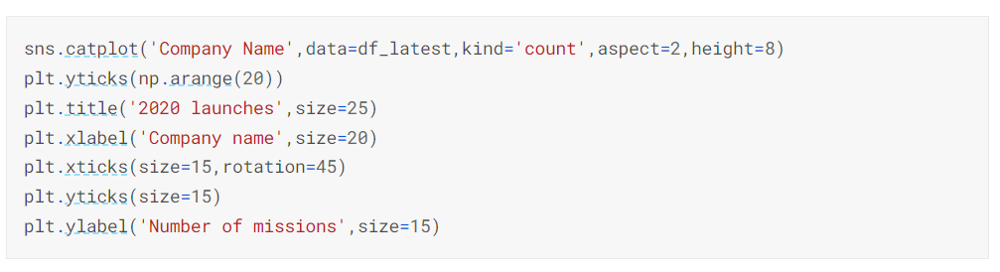 sns.catplot('Company Name',data=df_latest,kind='count',aspect=2,height=8)
plt.yticks(np.arange(20))
plt.title('2020 launches',size=25)
plt.xlabel('Company name',size=20)
plt.xticks(size=15,rotation=45)
plt.yticks(size=15)
plt.ylabel('Number of missions',size=15)